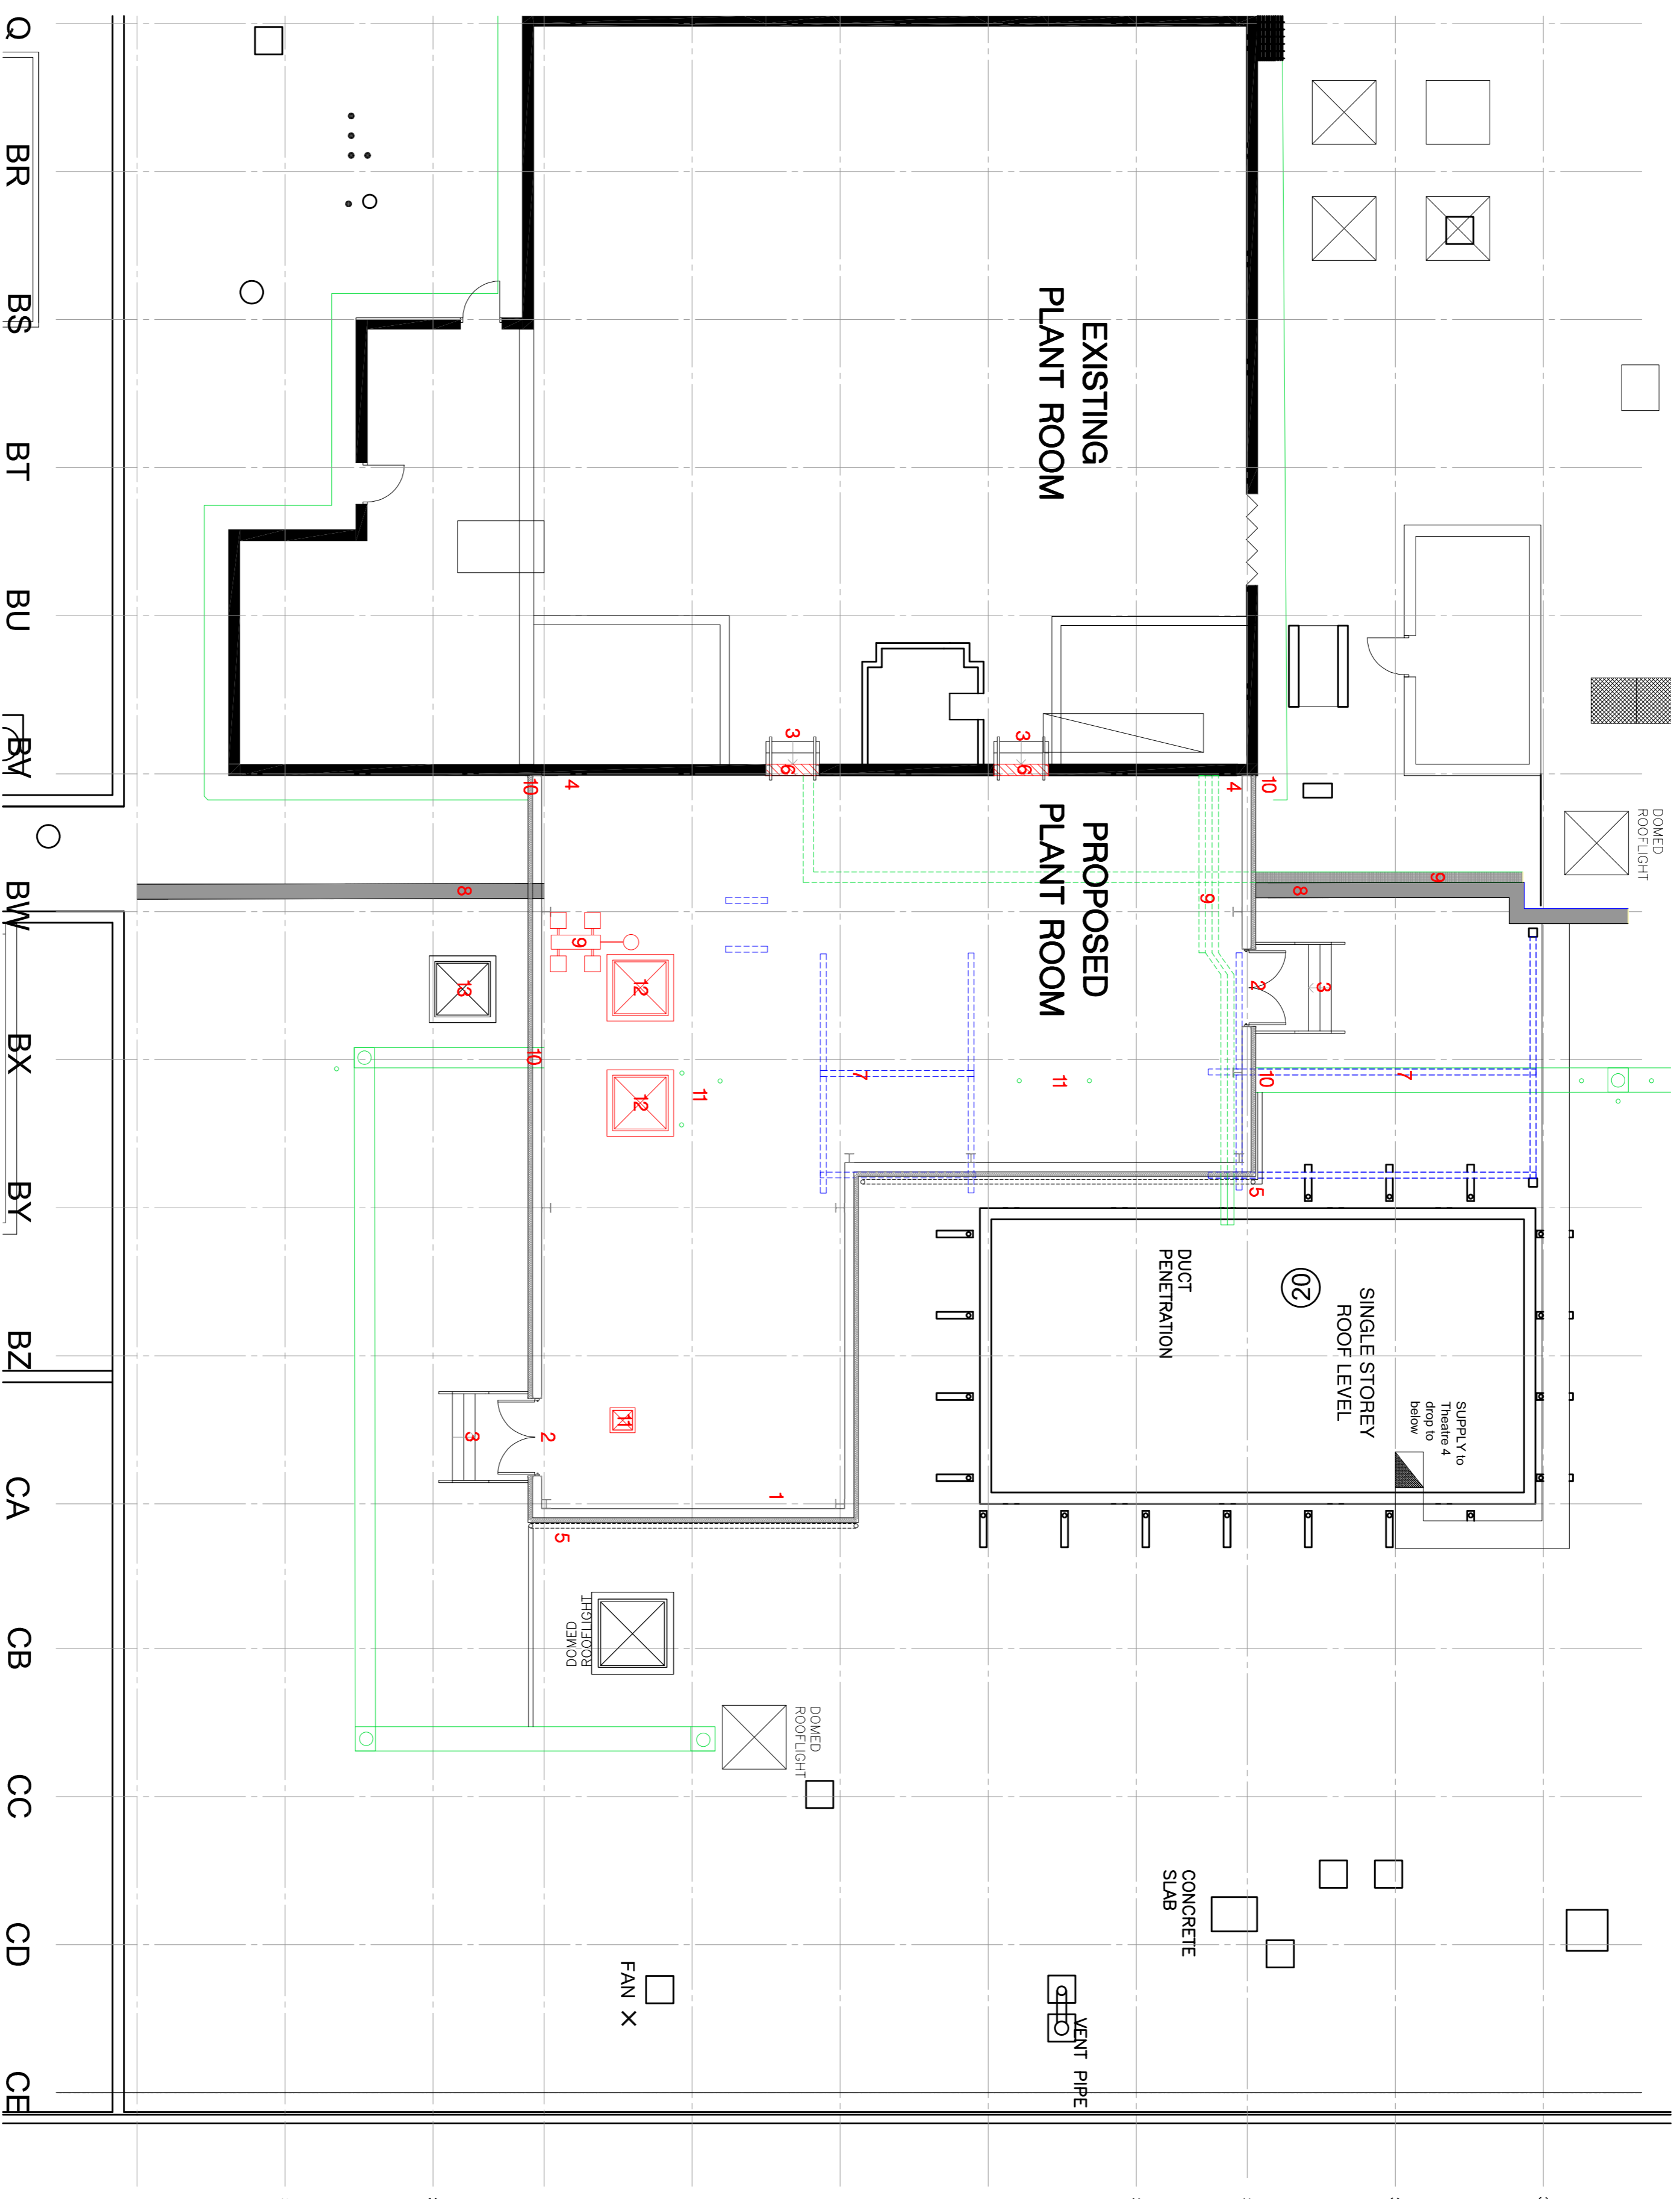 Q
BR
BS
BT
BU
BV
BW
BX
BY
BZ
CA
CB
CC
CD
CE
EXISTING
PLANT ROOM
PROPOSED
PLANT ROOM
DOMED
ROOFLIGHT
3
6
3
6
4
10
4
10
8
9
8
9
9
12
13
2
3
10
7
11
12
11
10
7
5
20
SINGLE STOREY
ROOF LEVEL
DUCT
PENETRATION
SUPPLY to
Theatre 4
drop to
below
11
2
3
1
5
DOMED
ROOFLIGHT
DOMED
ROOFLIGHT
CONCRETE
SLAB
FAN X
VENT PIPE